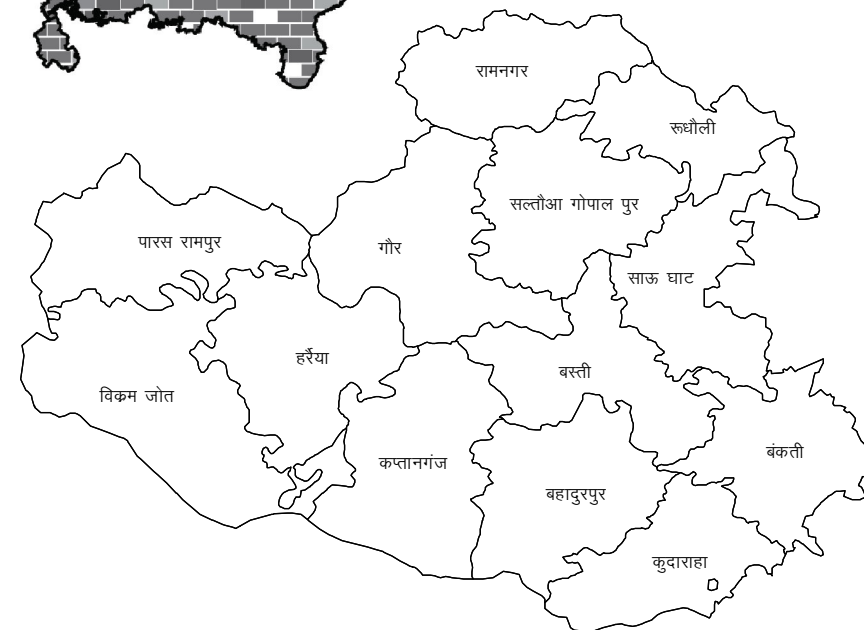 रामनगर
रूधौली
सल्तौआ गोपाल पुर
पारस रामपुर
गौर
साऊ घाट
हर्रैया
बस्ती
विक्रम जोत
बंकती
कप्तानगंज
बहादुरपुर
कुदाराहा